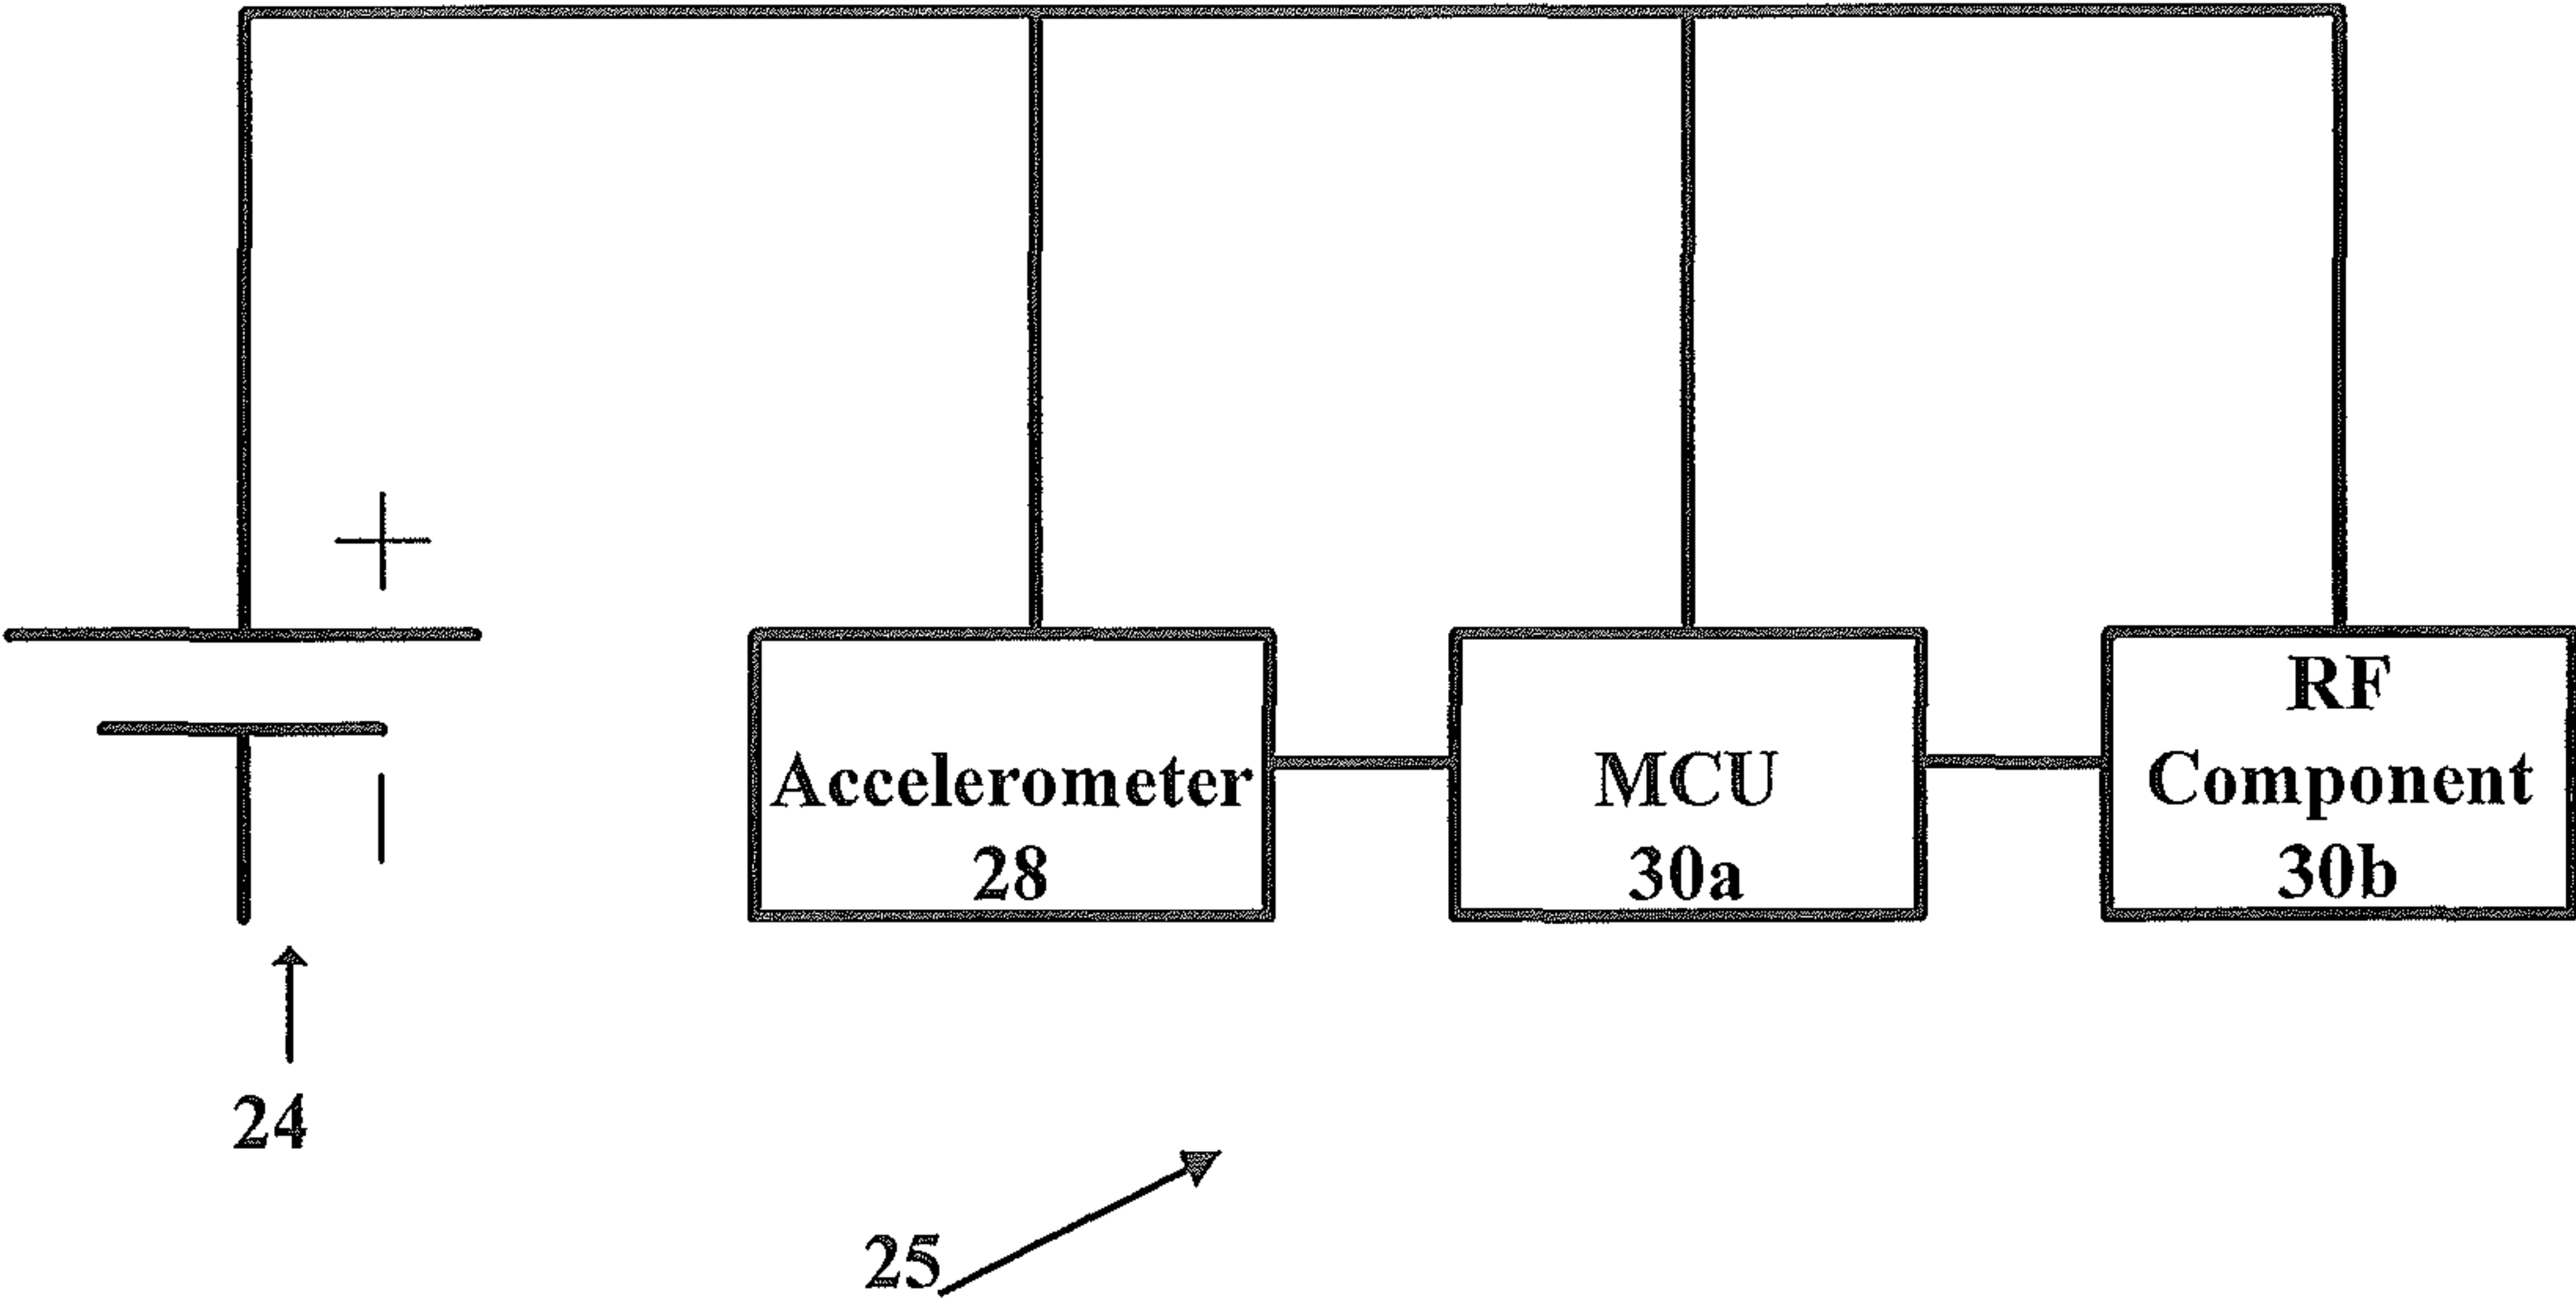 +
Accelerometer
28
MCU
30a
RF
Component
30b
24
25